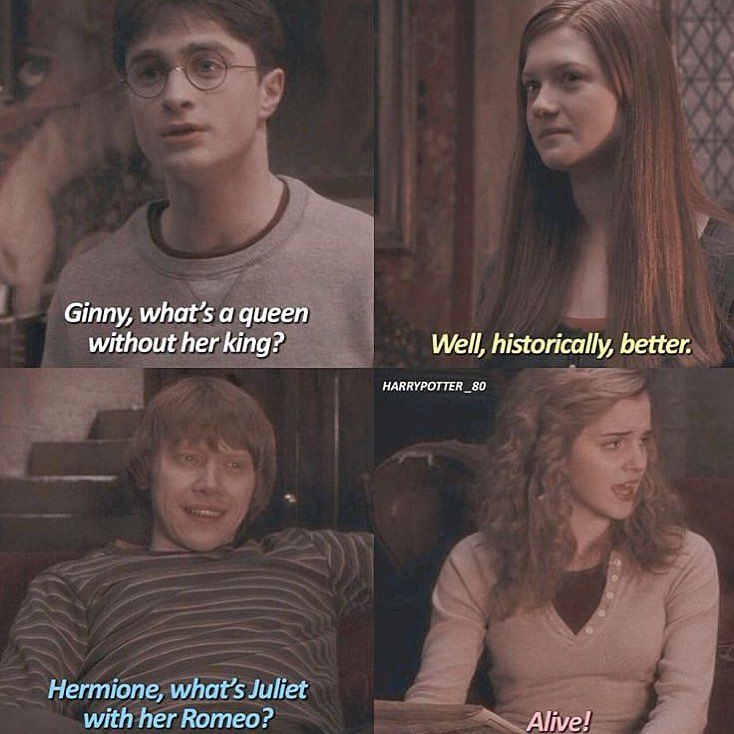 Ginny, what's a queen
without her king?
Well, historically, better.
HARRYPOTTER_80
Hermione, what's Juliet
with her Romeo?
Alive!